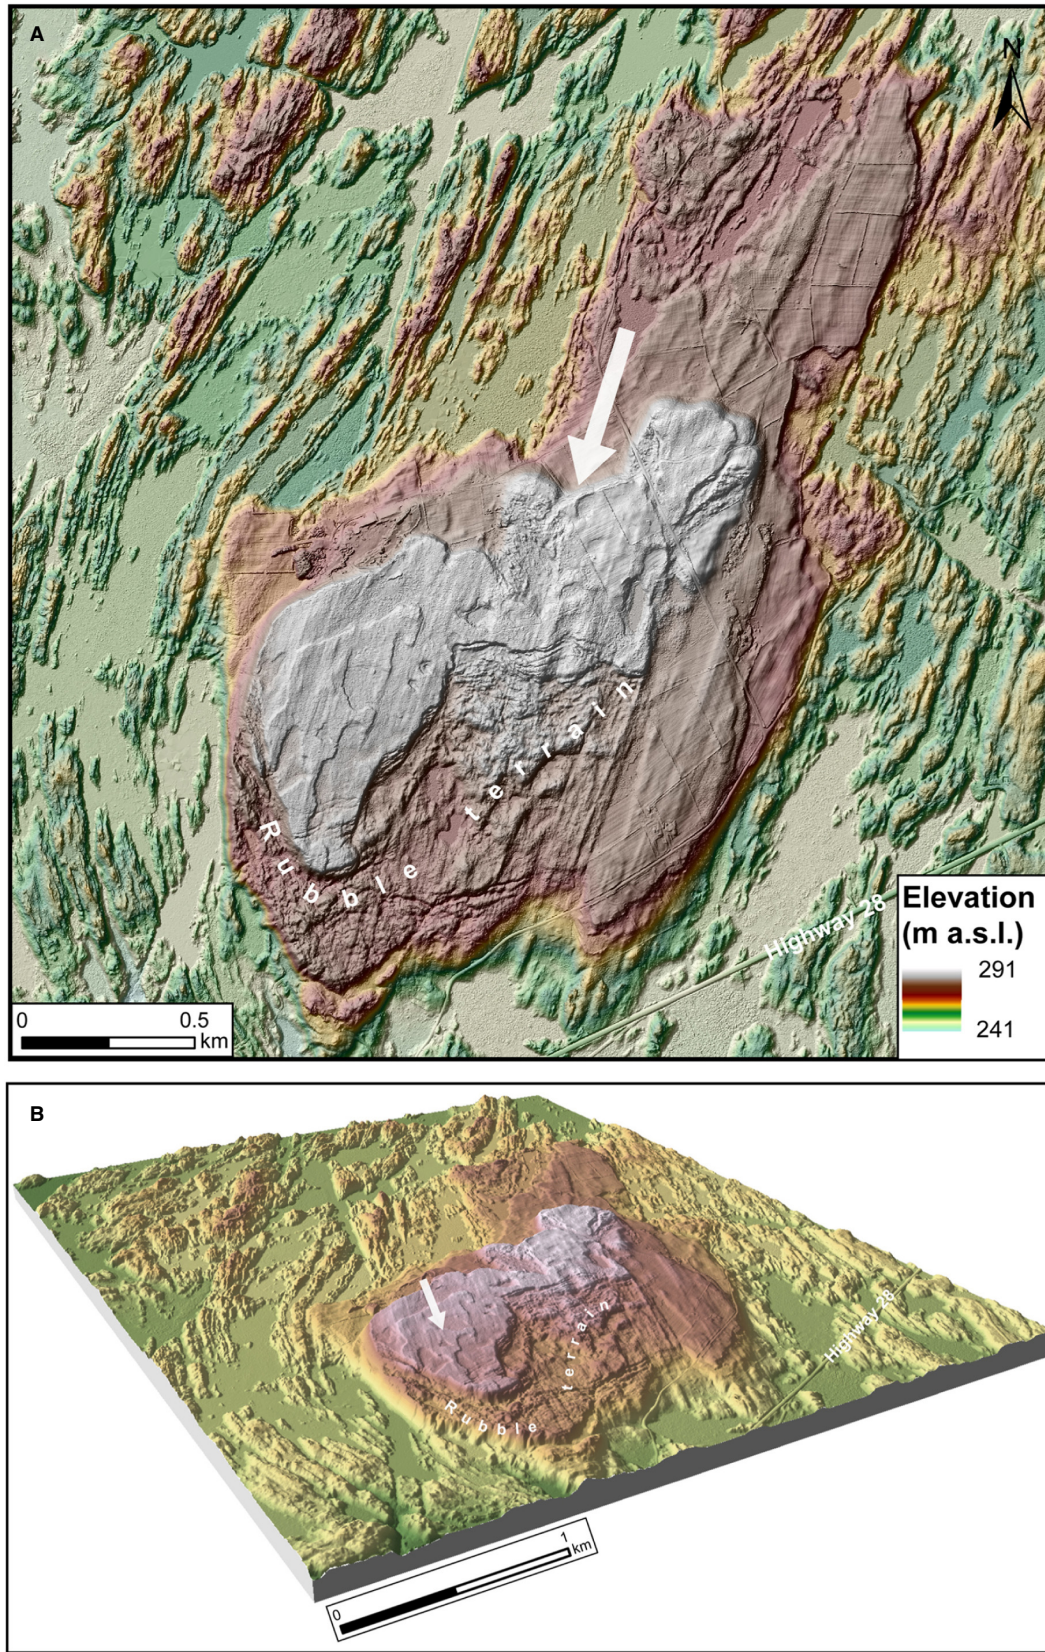 A
N
Rubble terrain
Highway 28
Elevation
(m a.s.l.)
291
241
0 0.5
km
B
Rubble terrain
Highway 28
0 1
km